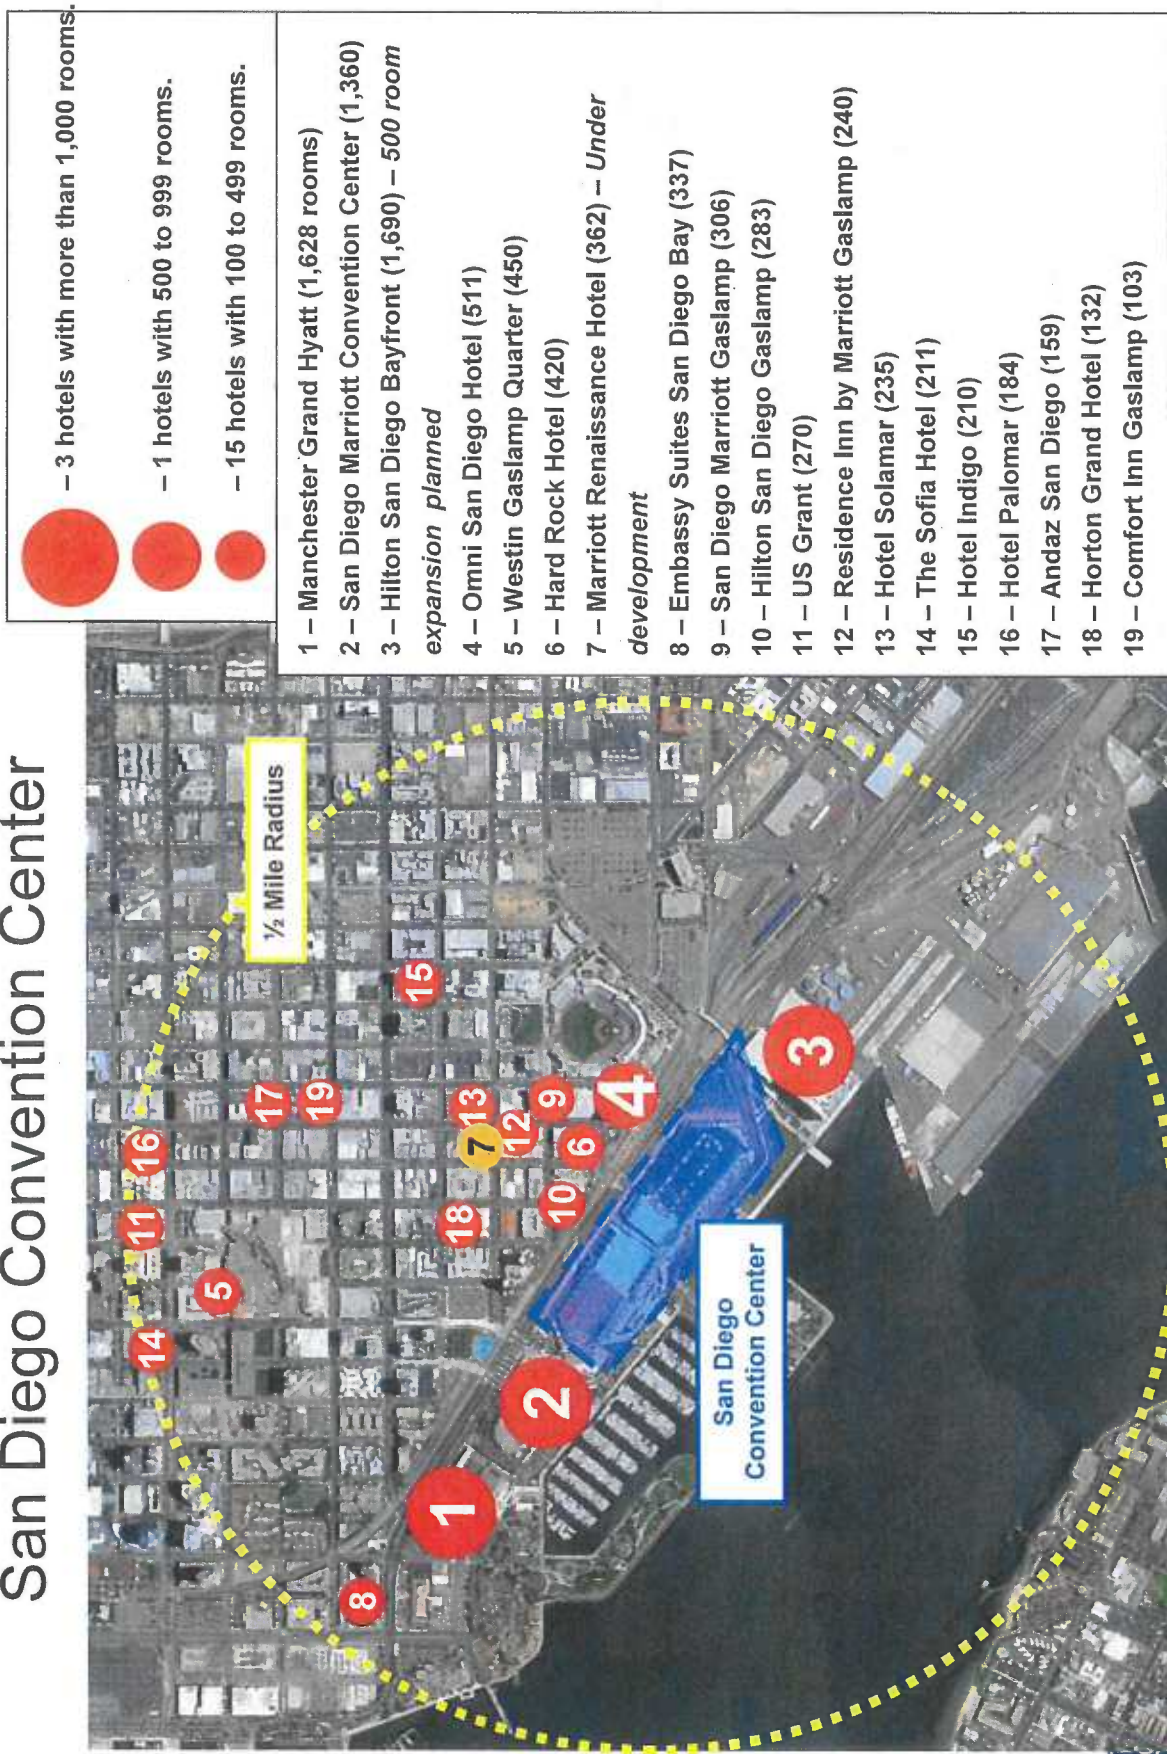 San Diego Convention Center
– 3 hotels with more than 1,000 rooms.
– 1 hotels with 500 to 999 rooms.
– 15 hotels with 100 to 499 rooms.
1 – Manchester Grand Hyatt (1,628 rooms)
2 – San Diego Marriott Convention Center (1,360)
3 – Hilton San Diego Bayfront (1,690) – 500 room
expansion planned
4 – Omni San Diego Hotel (511)
5 – Westin Gaslamp Quarter (450)
6 – Hard Rock Hotel (420)
7 – Marriott Renaissance Hotel (362) – Under
development
8 – Embassy Suites San Diego Bay (337)
9 – San Diego Marriott Gaslamp (306)
10 – Hilton San Diego Gaslamp (283)
11 – US Grant (270)
12 – Residence Inn by Marriott Gaslamp (240)
13 – Hotel Solamar (235)
14 – The Sofia Hotel (211)
15 – Hotel Indigo (210)
16 – Hotel Palomar (184)
17 – Andaz San Diego (159)
18 – Horton Grand Hotel (132)
19 – Comfort Inn Gaslamp (103)
½ Mile Radius
14
11
16
5
17
19
15
8
1
18
7
13
12
9
10
6
4
2
3
San Diego
Convention Center